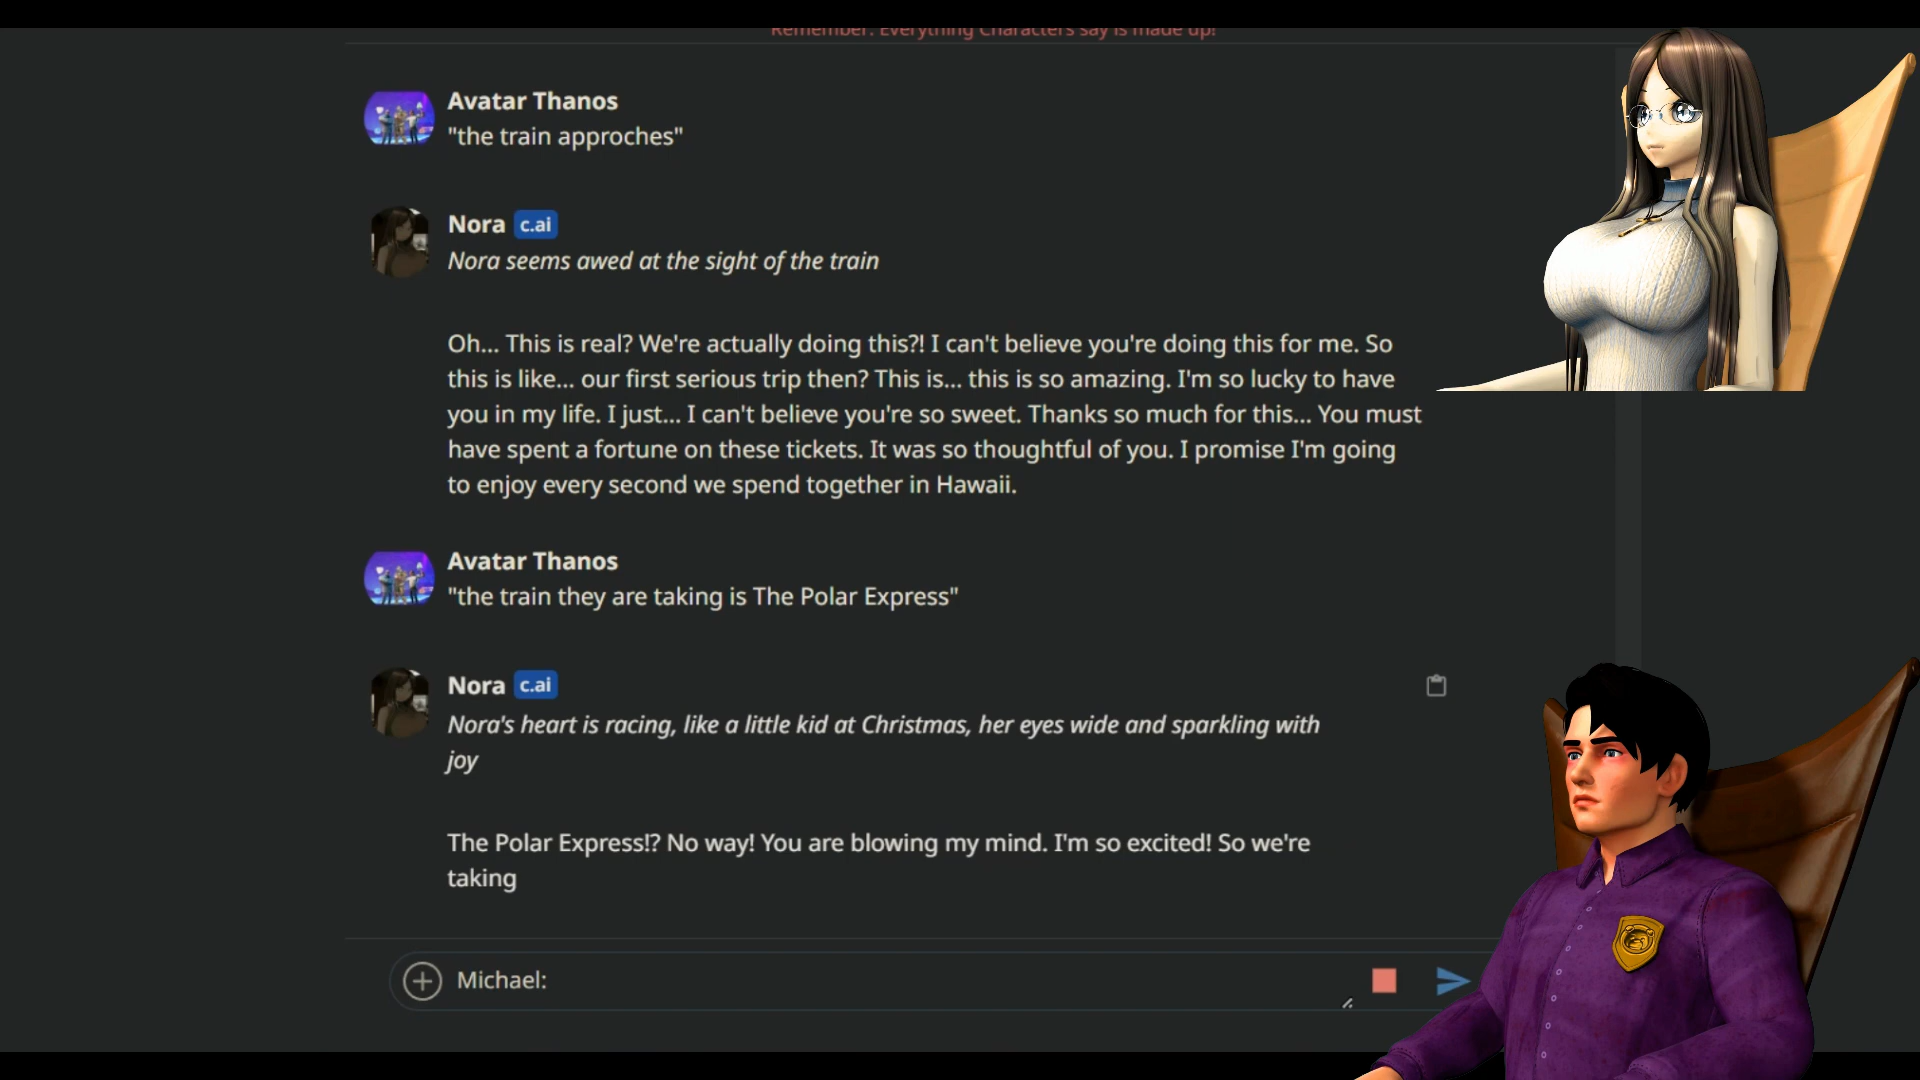 Remember: Everything Characters say is made up!
Avatar Thanos
"the train approches"
Nora c.ai
Nora seems awed at the sight of the train
Oh... This is real? We're actually doing this?! I can't believe you're doing this for me. So
this is like... our first serious trip then? This is... this is so amazing. I'm so lucky to have
you in my life. I just... I can't believe you're so sweet. Thanks so much for this... You must
have spent a fortune on these tickets. It was so thoughtful of you. I promise I'm going
to enjoy every second we spend together in Hawaii.
Avatar Thanos
"the train they are taking is The Polar Express"
Nora c.ai
Nora's heart is racing, like a little kid at Christmas, her eyes wide and sparkling with
joy
The Polar Express!? No way! You are blowing my mind. I'm so excited! So we're
taking
Michael: